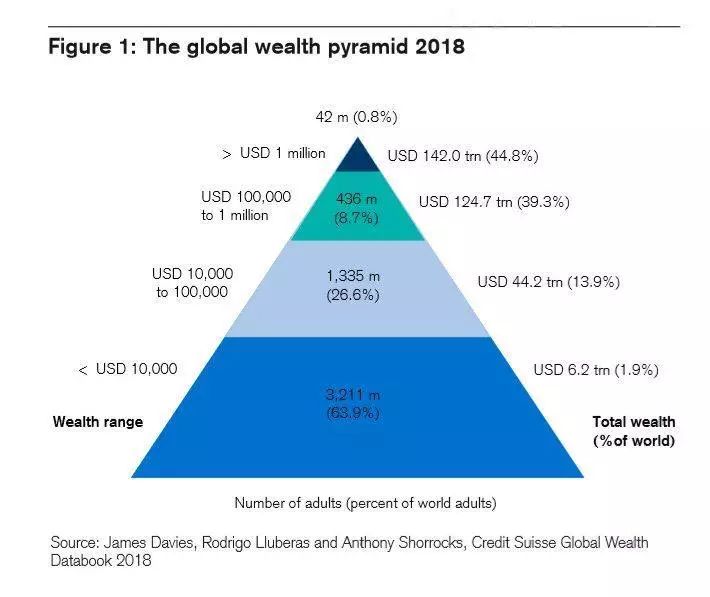 Figure 1: The global wealth pyramid 2018
42 m (0.8%)
> USD 1 million
USD 142.0 trn (44.8%)
USD 100,000
to 1 million
436 m
(8.7%)
USD 124.7 trn (39.3%)
USD 10,000
to 100,000
1,335 m
(26.6%)
USD 44.2 trn (13.9%)
< USD 10,000
3,211 m
(63.9%)
USD 6.2 trn (1.9%)
Wealth range
Total wealth
(%of world)
Number of adults (percent of world adults)
Source: James Davies, Rodrigo Lluberas and Anthony Shorrocks, Credit Suisse Global Wealth
Databook 2018